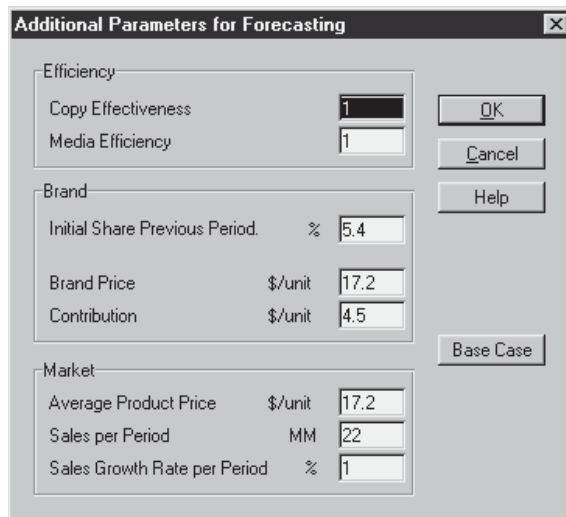 Additional Parameters for Forecasting
Efficiency
Copy Effectiveness 1
Media Efficiency 1
OK
Cancel
Help
Brand
Initial Share Previous Period. % 5.4
Brand Price $/unit 17.2
Contribution $/unit 4.5
Base Case
Market
Average Product Price $/unit 17.2
Sales per Period MM 22
Sales Growth Rate per Period % 1